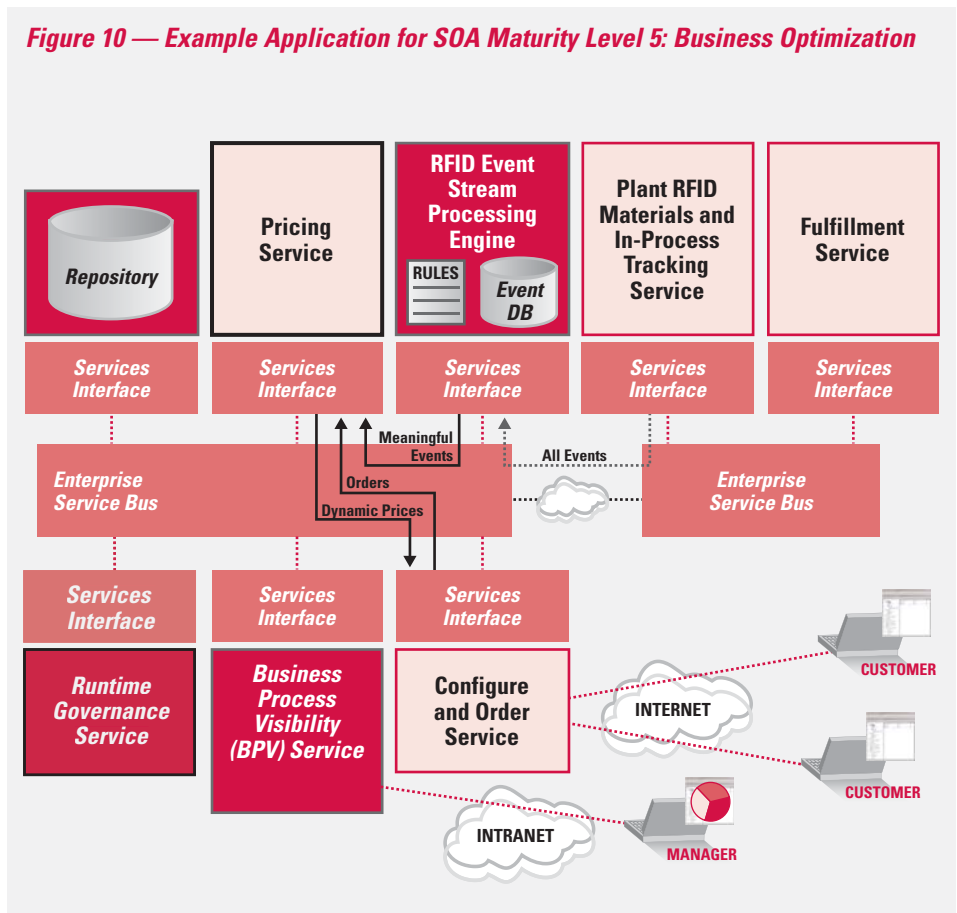 Figure 10 — Example Application for SOA Maturity Level 5: Business Optimization
Repository
Pricing
Service
RFID Event
Stream
Processing
Engine
RULES
Event
DB
Plant RFID
Materials and
In-Process
Tracking
Service
Fulfillment
Service
Services
Interface
Services
Interface
Services
Interface
Services
Interface
Services
Interface
Meaningful
Events
All Events
Orders
Dynamic Prices
Enterprise
Service Bus
Enterprise
Service Bus
Services
Interface
Services
Interface
Services
Interface
Runtime
Governance
Service
Business
Process
Visibility
(BPV) Service
Configure
and Order
Service
INTERNET
CUSTOMER
CUSTOMER
INTRANET
MANAGER